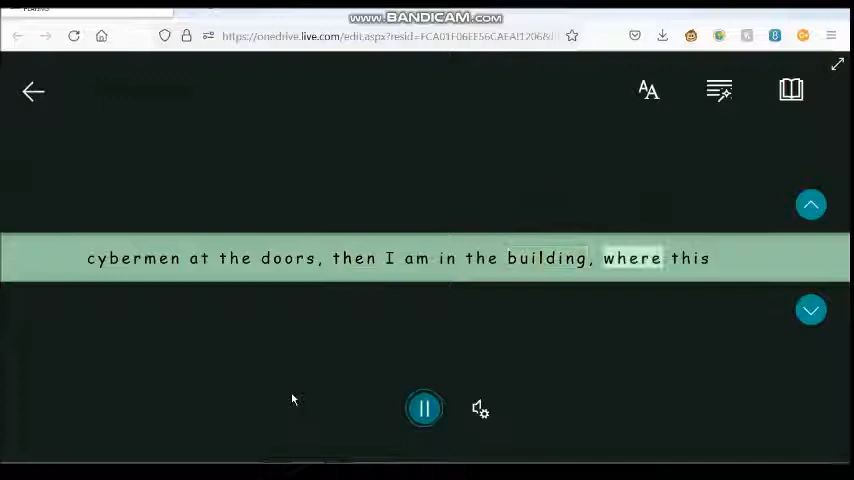 www.BANDICAM.com
https://onedrive.live.com/edit.aspx?resid=FCA01F06EE56CAEA!1206&
AA
cybermen at the doors, then I am in the building, where this